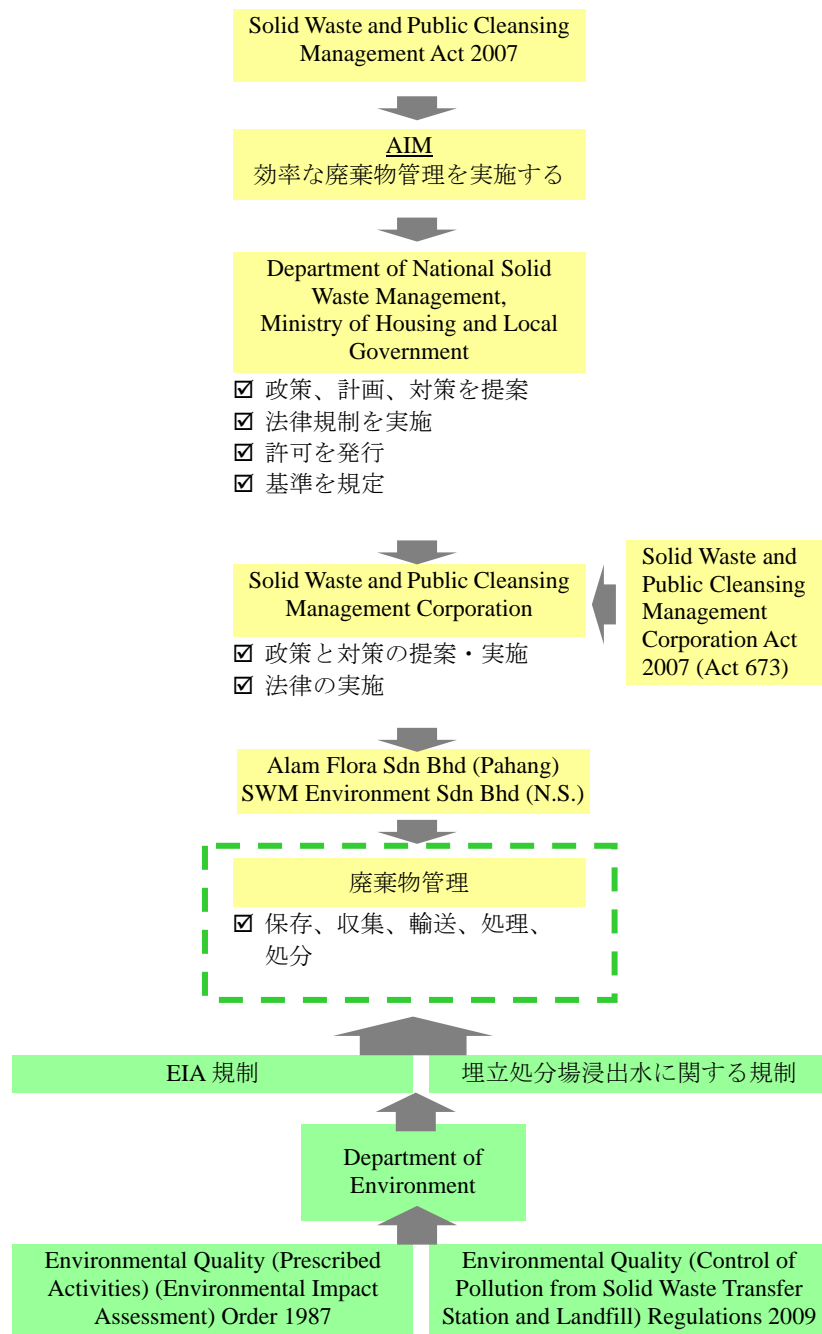 Solid Waste and Public Cleansing
Management Act 2007
AIM
効率な廃棄物管理を実施する
Department of National Solid
Waste Management,
Ministry of Housing and Local
Government
☑ 政策、計画、対策を提案
☑ 法律規制を実施
☑ 許可を発行
☑ 基準を規定
Solid Waste and Public Cleansing
Management Corporation
☑ 政策と対策の提案・実施
☑ 法律の実施
Solid Waste and
Public Cleansing
Management
Corporation Act
2007 (Act 673)
Alam Flora Sdn Bhd (Pahang)
SWM Environment Sdn Bhd (N.S.)
廃棄物管理
☑ 保存、収集、輸送、処理、
処分
EIA 規制
埋立処分場浸出水に関する規制
Department of
Environment
Environmental Quality (Prescribed
Activities) (Environmental Impact
Assessment) Order 1987
Environmental Quality (Control of
Pollution from Solid Waste Transfer
Station and Landfill) Regulations 2009